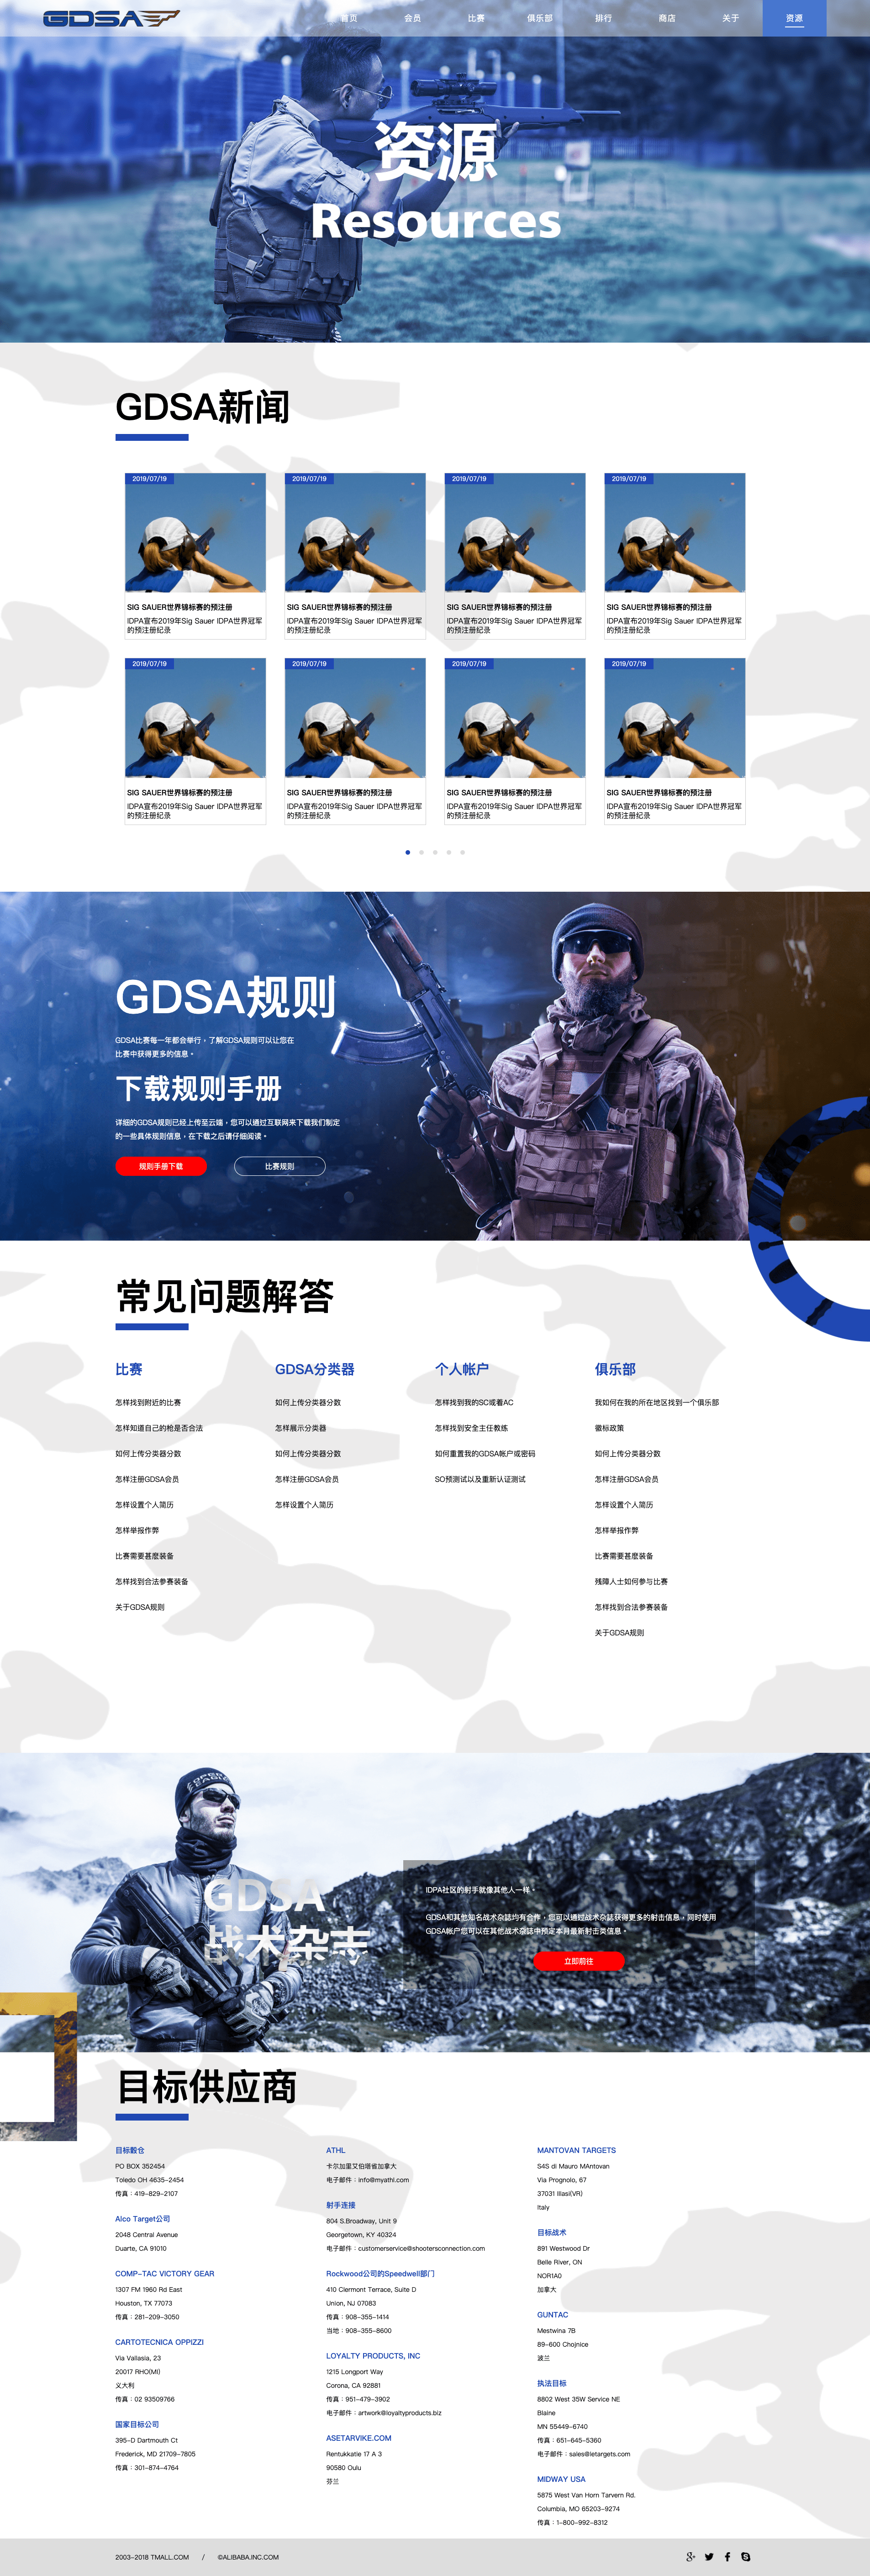 GDSA
首页 会员 比赛 俱乐部 排行 商店 关于 资源
资源
Resources
GDSA新闻
2019/07/19 2019/07/19 2019/07/19 2019/07/19
SIG SAUER世界锦标赛的预注册
IDPA宣布2019年Sig Sauer IDPA世界冠军
的预注册纪录
SIG SAUER世界锦标赛的预注册
IDPA宣布2019年Sig Sauer IDPA世界冠军
的预注册纪录
SIG SAUER世界锦标赛的预注册
IDPA宣布2019年Sig Sauer IDPA世界冠军
的预注册纪录
SIG SAUER世界锦标赛的预注册
IDPA宣布2019年Sig Sauer IDPA世界冠军
的预注册纪录
2019/07/19 2019/07/19 2019/07/19 2019/07/19
SIG SAUER世界锦标赛的预注册
IDPA宣布2019年Sig Sauer IDPA世界冠军
的预注册纪录
SIG SAUER世界锦标赛的预注册
IDPA宣布2019年Sig Sauer IDPA世界冠军
的预注册纪录
SIG SAUER世界锦标赛的预注册
IDPA宣布2019年Sig Sauer IDPA世界冠军
的预注册纪录
SIG SAUER世界锦标赛的预注册
IDPA宣布2019年Sig Sauer IDPA世界冠军
的预注册纪录
GDSA规则
GDSA比赛每一年都会举行，了解GDSA规则可以让您在
比赛中获得更多的信息。
下载规则手册
详细的GDSA规则已经上传至云端，您可以通过互联网来下载我们制定
的一些具体规则信息，在下载之后请仔细阅读。
规则手册下载
比赛规则
常见问题解答
比赛
怎样找到附近的比赛
怎样知道自己的枪是否合法
如何上传分类器分数
怎样注册GDSA会员
怎样设置个人简历
怎样举报作弊
比赛需要甚麼装备
怎样找到合法参赛装备
关于GDSA规则
GDSA分类器
如何上传分类器分数
怎样展示分类器
如何上传分类器分数
怎样注册GDSA会员
怎样设置个人简历
个人帐户
怎样找到我的SC或着AC
怎样找到安全主任教练
如何重置我的GDSA帐户或密码
SO预测试以及重新认证测试
俱乐部
我如何在我的所在地区找到一个俱乐部
徽标政策
如何上传分类器分数
怎样注册GDSA会员
怎样设置个人简历
怎样举报作弊
比赛需要甚麼装备
残障人士如何参与比赛
怎样找到合法参赛装备
关于GDSA规则
GDSA
战术杂志
IDPA社区的射手就像其他人一样。
GDSA和其他知名战术杂志均有合作，您可以通过战术杂志获得更多的射击信息，同时使用
GDSA帐户您可以在其他战术杂志中预定本月最新射击类信息。
立即前往
目标供应商
目标穀仓
PO BOX 352454
Toledo OH 4635-2454
传真：419-829-2107
Alco Target公司
2048 Central Avenue
Duarte, CA 91010
COMP-TAC VICTORY GEAR
1307 FM 1960 Rd East
Houston, TX 77073
传真：281-209-3050
CARTOTECNICA OPPIZZI
Via Vallasia, 23
20017 RHO(MI)
义大利
传真：02 93509766
国家目标公司
395-D Dartmouth Ct
Frederick, MD 21709-7805
传真：301-874-4764
ATHL
卡尔加里艾伯塔省加拿大
电子邮件：info@myathl.com
射手连接
804 S.Broadway, Unit 9
Georgetown, KY 40324
电子邮件：customerservice@shootersconnection.com
Rockwood公司的Speedwell部门
410 Clermont Terrace, Suite D
Union, NJ 07083
传真：908-355-1414
当地：908-355-8600
LOYALTY PRODUCTS, INC
1215 Longport Way
Corona, CA 92881
传真：951-479-3902
电子邮件：artwork@loyaltyproducts.biz
ASETARVIKE.COM
Rentukkatie 17 A 3
90580 Oulu
芬兰
MANTOVAN TARGETS
S4S di Mauro MAntovan
Via Prognolo, 67
37031 Illasi(VR)
Italy
目标战术
891 Westwood Dr
Belle River, ON
NOR1A0
加拿大
GUNTAC
Mestwina 7B
89-600 Chojnice
波兰
执法目标
8802 West 35W Service NE
Blaine
MN 55449-6740
传真：651-645-5360
电子邮件：sales@letargets.com
MIDWAY USA
5875 West Van Horn Tarvern Rd.
Columbia, MO 65203-9274
传真：1-800-992-8312
2003-2018 TMALL.COM / ©ALIBABA.INC.COM